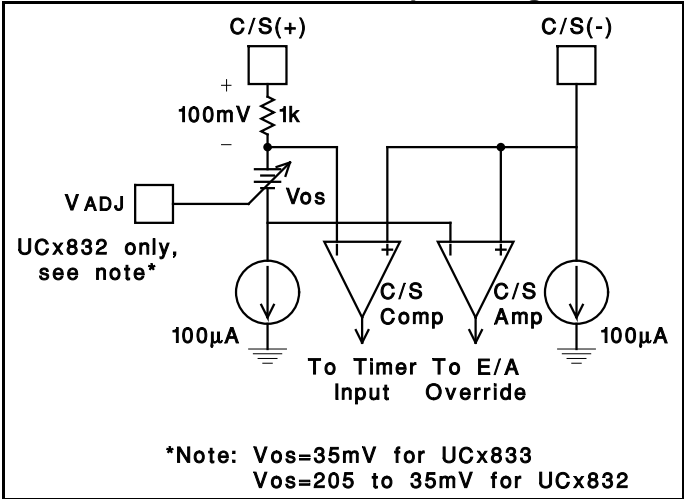 C/S(+)
C/S(-)
+
100mV
1k
−
VADJ
Vos
UCx832 only,
see note*
- +
- +
C/S
Comp
C/S
Amp
100μA
100μA
To Timer
Input
To E/A
Override
*Note: Vos=35mV for UCx833
Vos=205 to 35mV for UCx832